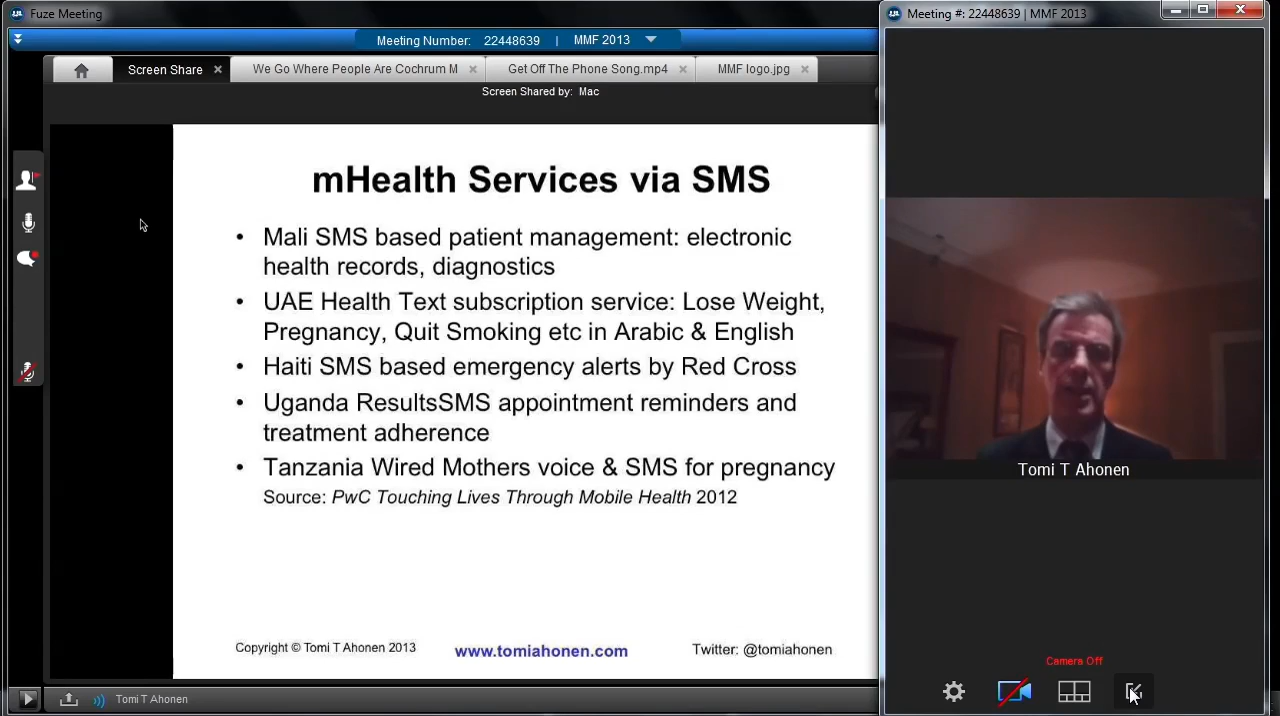 Fuze Meeting
Meeting #: 22448639 | MMF 2013
Meeting Number: 22448639 | MMF 2013
Screen Share
We Go Where People Are Cochrum M
Get Off The Phone Song.mp4
MMF logo.jpg
Screen Shared by: Mac
mHealth Services via SMS
• Mali SMS based patient management: electronic
health records, diagnostics
• UAE Health Text subscription service: Lose Weight,
Pregnancy, Quit Smoking etc in Arabic & English
• Haiti SMS based emergency alerts by Red Cross
• Uganda ResultsSMS appointment reminders and
treatment adherence
• Tanzania Wired Mothers voice & SMS for pregnancy
Source: PwC Touching Lives Through Mobile Health 2012
Copyright © Tomi T Ahonen 2013
www.tomiahonen.com
Twitter: @tomiahonen
Tomi T Ahonen
Tomi T Ahonen
Camera Off